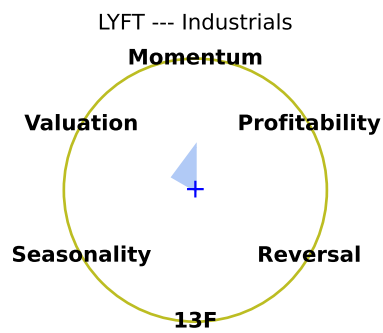 LYFT --- Industrials
Momentum
Valuation
Profitability
Seasonality
Reversal
13F